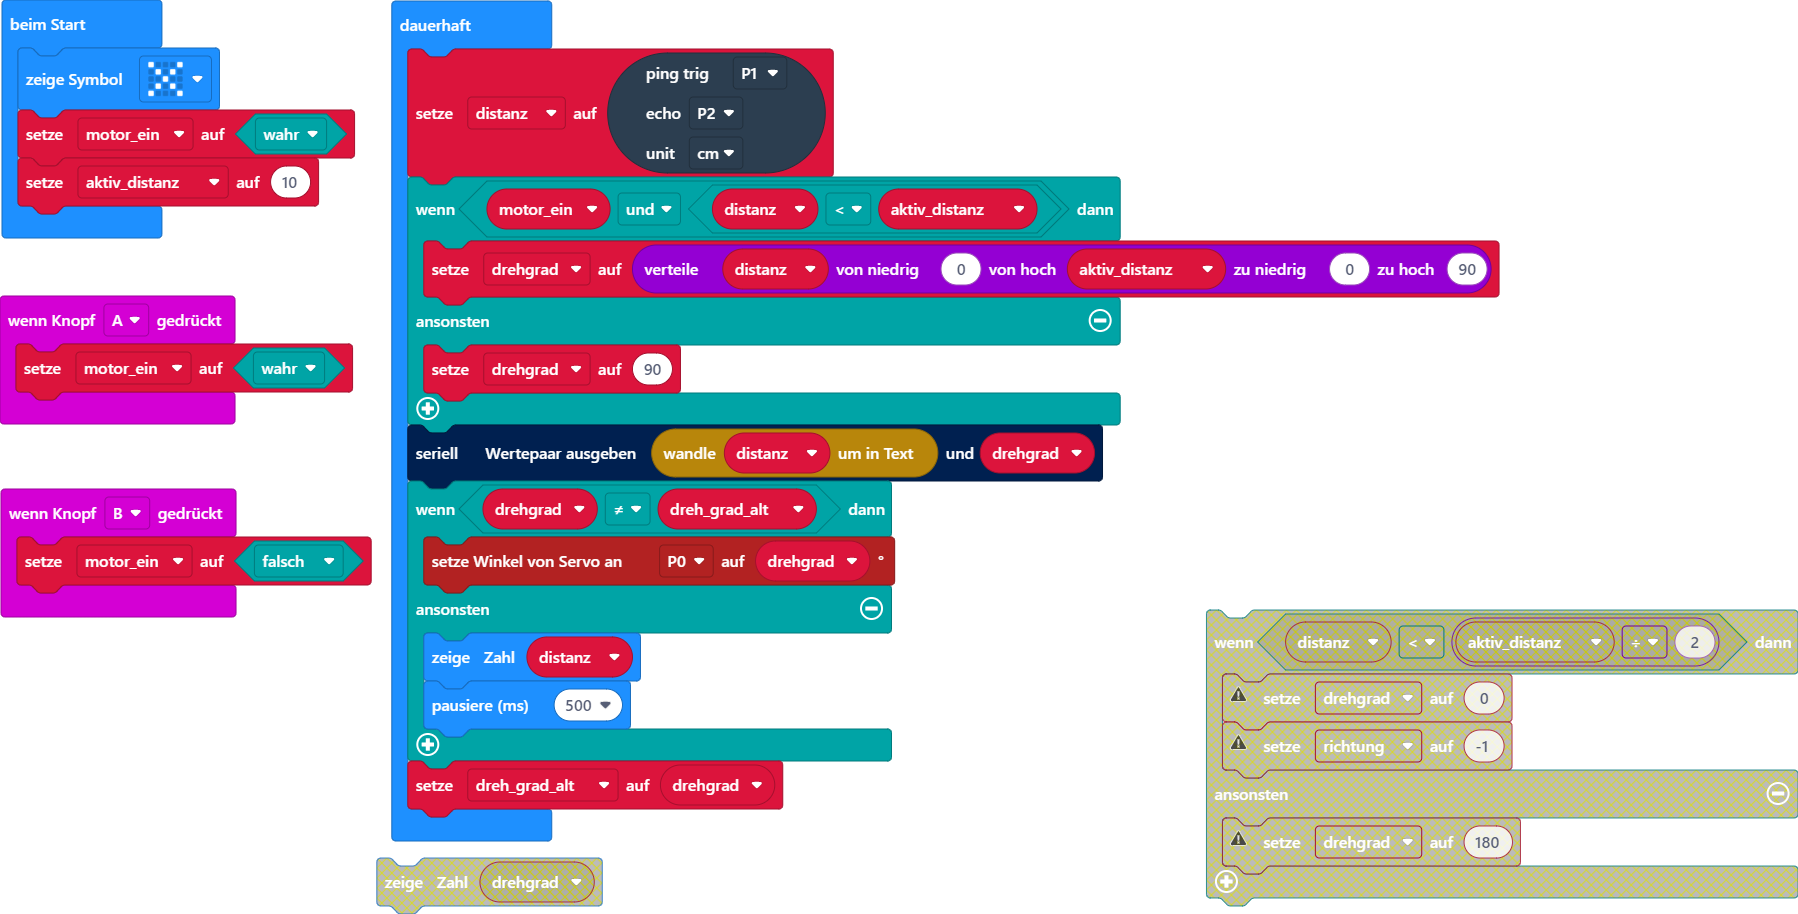 beim Start
zeige Symbol
setze motor_ein auf wahr
setze aktiv_distanz auf 10
wenn Knopf A gedrückt
setze motor_ein auf wahr
wenn Knopf B gedrückt
setze motor_ein auf falsch
dauerhaft
setze distanz auf ping trig P1
echo P2
unit cm
wenn motor_ein und distanz < aktiv_distanz dann
setze drehgrad auf verteile distanz von niedrig 0 von hoch aktiv_distanz zu niedrig 0 zu hoch 90
ansonsten
setze drehgrad auf 90
seriell Wertepaar ausgeben wandle distanz um in Text und drehgrad
wenn drehgrad ≠ dreh_grad_alt dann
setze Winkel von Servo an P0 auf drehgrad °
ansonsten
zeige Zahl distanz
pausiere (ms) 500
setze dreh_grad_alt auf drehgrad
zeige Zahl drehgrad
wenn distanz < aktiv_distanz ÷ 2 dann
setze drehgrad auf 0
setze richtung auf -1
ansonsten
setze drehgrad auf 180